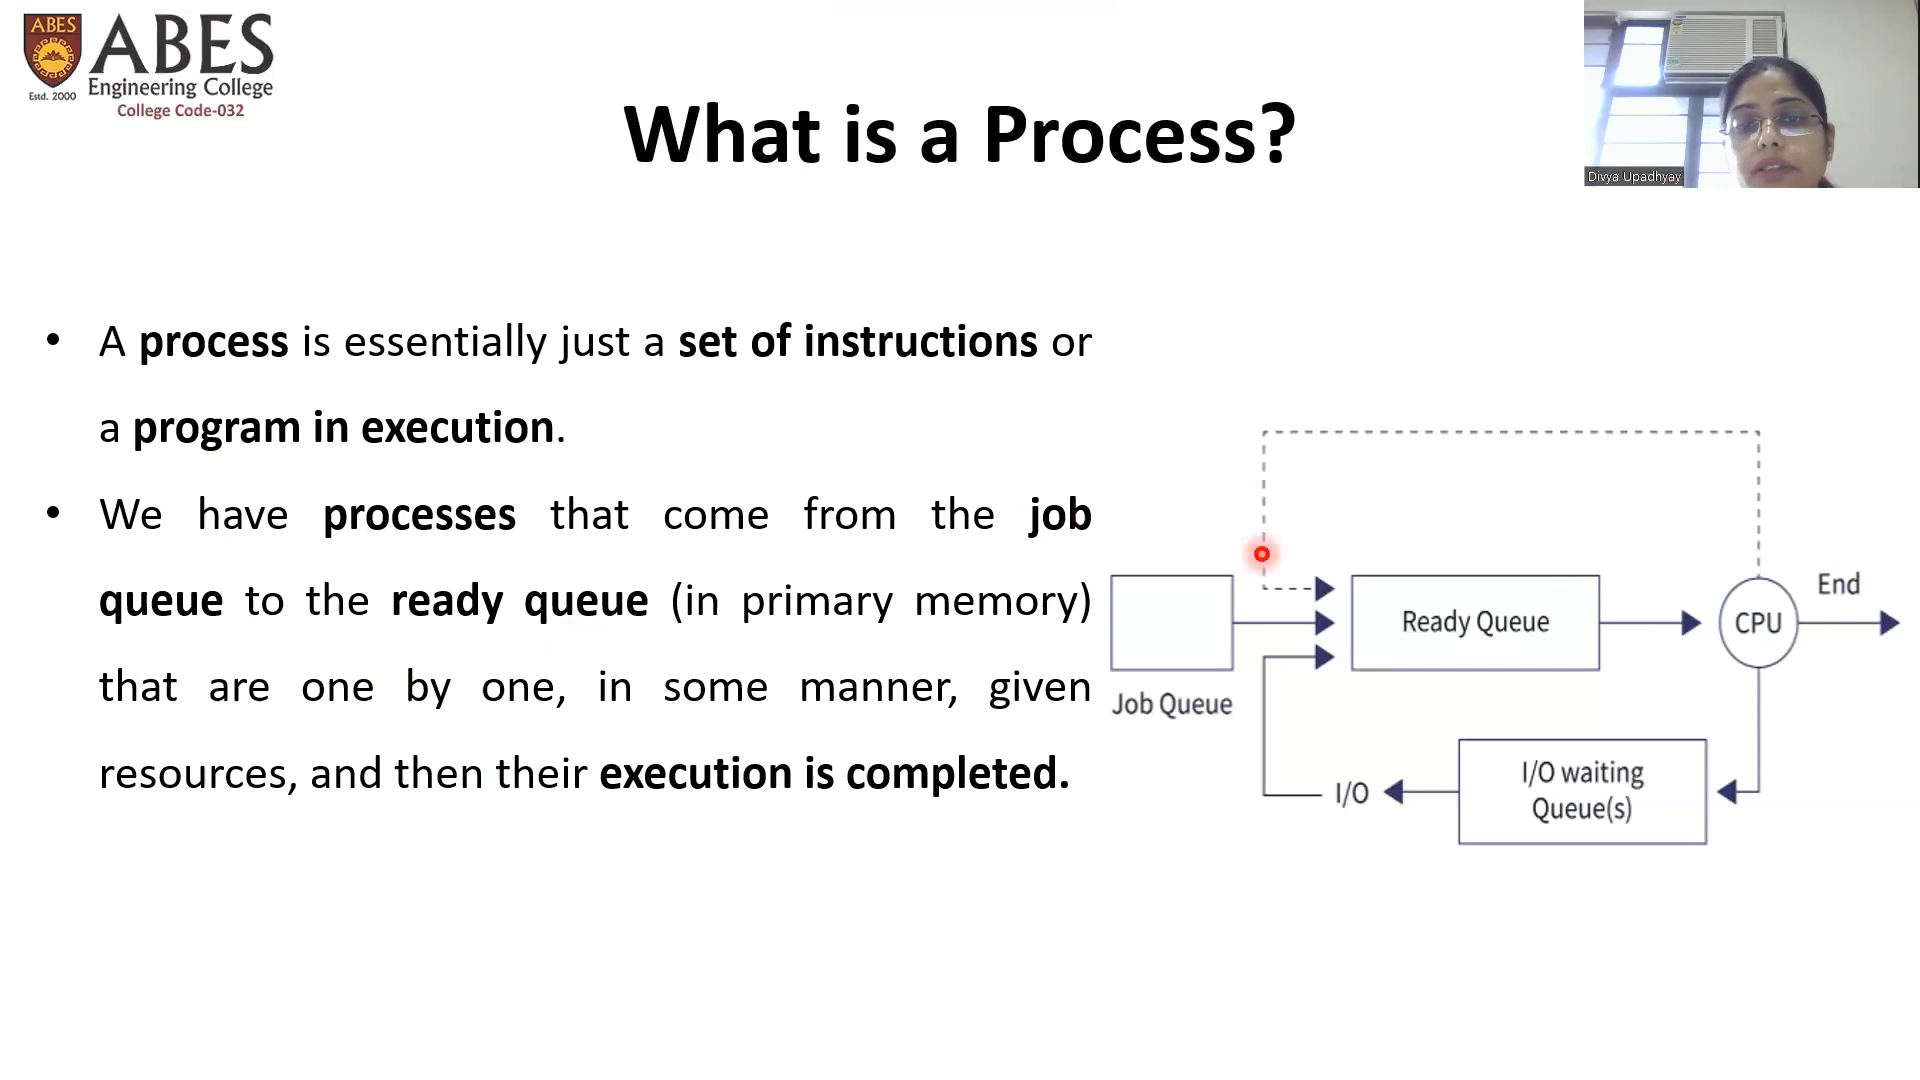 ABES
ABES
Engineering College
Estd. 2000
College Code-032
What is a Process?
Divya Upadhyay
• A process is essentially just a set of instructions or
a program in execution.
• We have processes that come from the job
queue to the ready queue (in primary memory)
that are one by one, in some manner, given
resources, and then their execution is completed.
Job Queue
Ready Queue
CPU
End
I/O
I/O waiting
Queue(s)